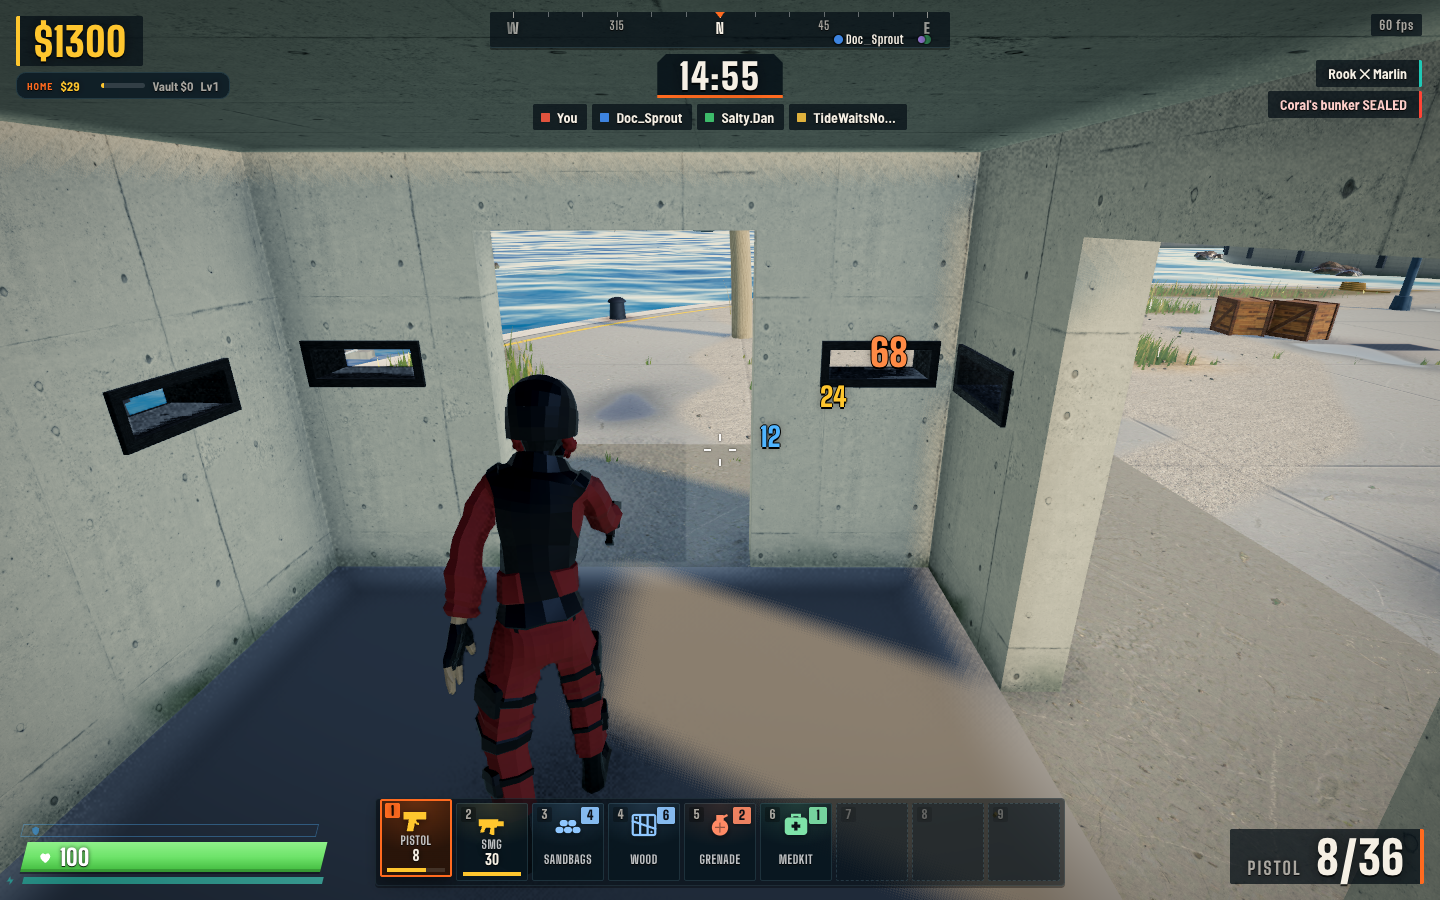 $1300
HOME $29 Vault $0 Lv1
W 315 N 45 E
Doc_Sprout
14:55
You Doc_Sprout Salty.Dan TideWaitsNo...
60 fps
Rook Marlin
Coral's bunker SEALED
68
24
12
100
1 PISTOL 8
2 SMG 30
3 4 SANDBAGS
4 6 WOOD
5 2 GRENADE
6 1 MEDKIT
7
8
9
PISTOL 8/36